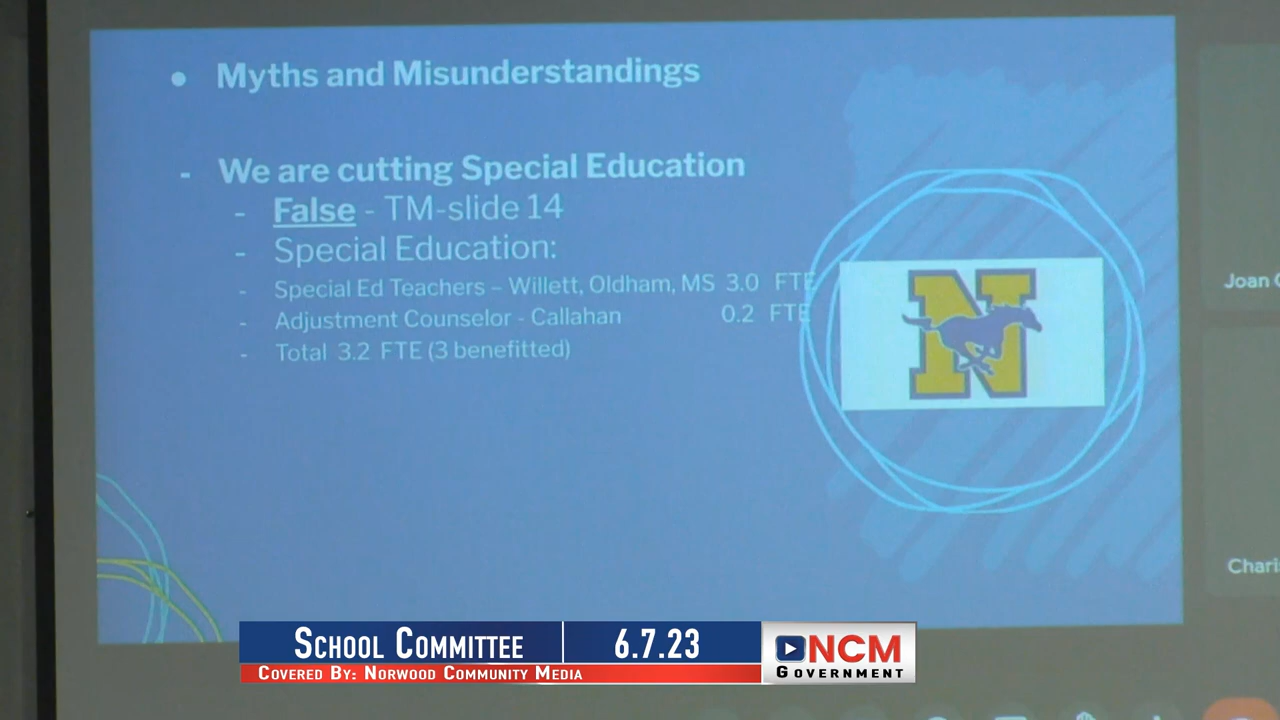 ● Myths and Misunderstandings
- We are cutting Special Education
- False - TM-slide 14
- Special Education:
- Special Ed Teachers – Willett, Oldham, MS 3.0 FTE
- Adjustment Counselor - Callahan 0.2 FTE
- Total 3.2 FTE (3 benefitted)
N
Joan
Chari
SCHOOL COMMITTEE 6.7.23
NCM
GOVERNMENT
COVERED BY: NORWOOD COMMUNITY MEDIA